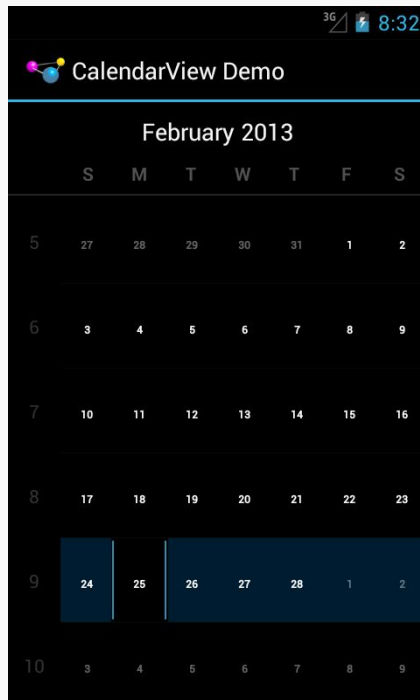 3G 8:32
CalendarView Demo
February 2013
S M T W T F S
5 27 28 29 30 31 1 2
6 3 4 5 6 7 8 9
7 10 11 12 13 14 15 16
8 17 18 19 20 21 22 23
9 24 25 26 27 28 1 2
10 3 4 5 6 7 8 9